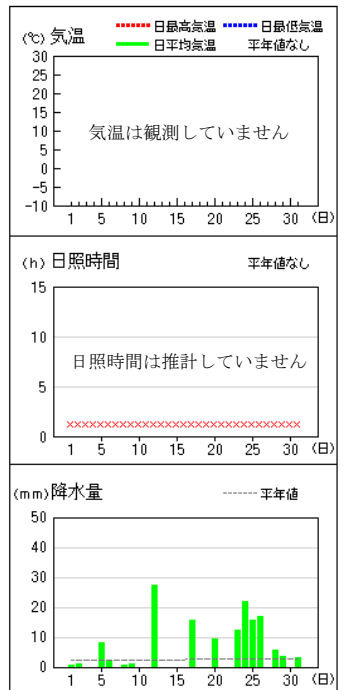 日最高気温 日最低気温
(℃) 気温 日平均気温 平年値なし
30
25
20
15
10
5
0
-5
-10
気温は観測していません
1 5 10 15 20 25 30 (日)
(h) 日照時間 平年値なし
15
10
5
0
日照時間は推計していません
1 5 10 15 20 25 30 (日)
(mm) 降水量 平年値
50
40
30
20
10
0
1 5 10 15 20 25 30 (日)